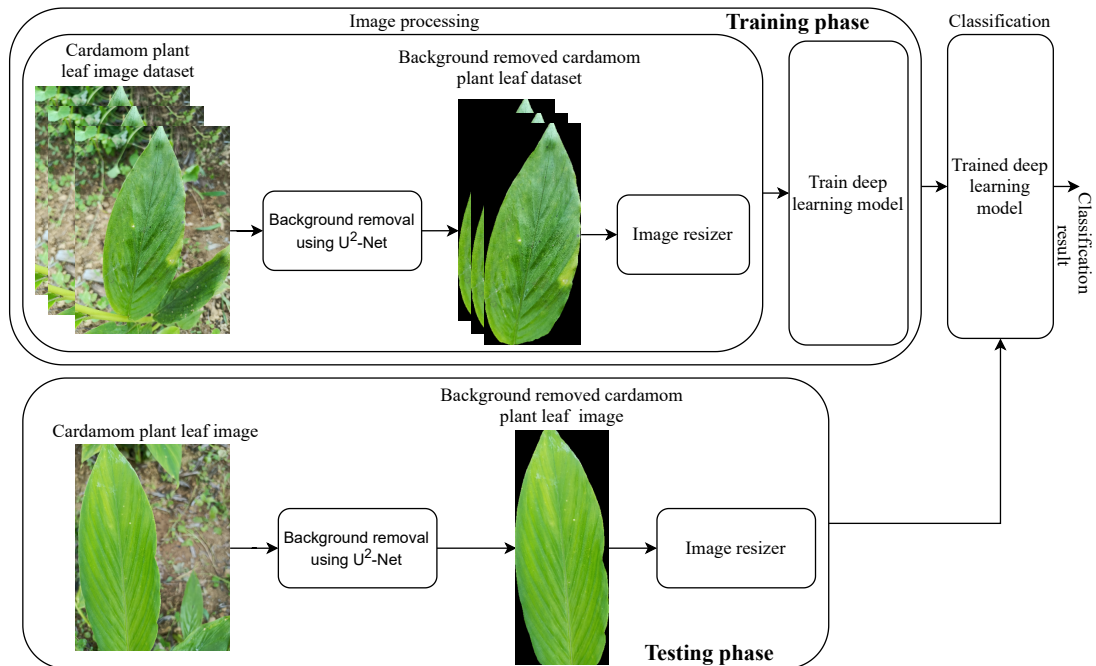 Image processing
Training phase
Classification
Cardamom plant
leaf image dataset
Background removed cardamom
plant leaf dataset
Background removal
using U²-Net
Image resizer
Train deep
learning model
Trained deep
learning
model
Classification
result
Background removed cardamom
plant leaf image
Cardamom plant leaf image
Background removal
using U²-Net
Image resizer
Testing phase